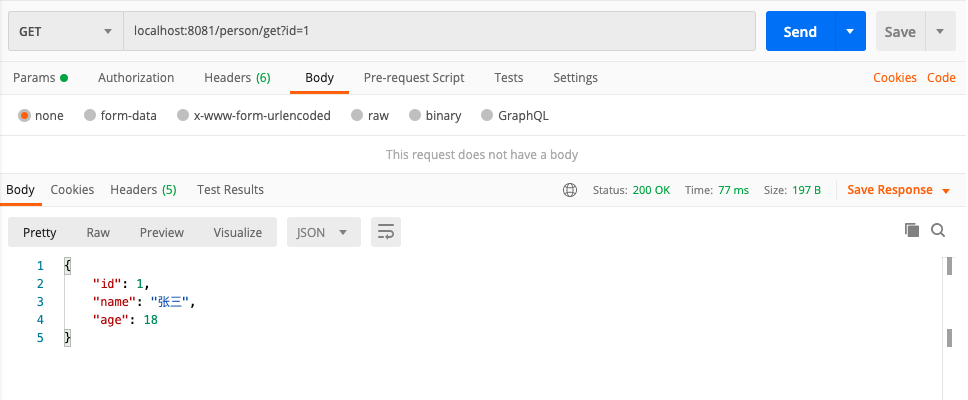 GET localhost:8081/person/get?id=1 Send Save
Params Authorization Headers (6) Body Pre-request Script Tests Settings Cookies Code
none form-data x-www-form-urlencoded raw binary GraphQL
This request does not have a body
Body Cookies Headers (5) Test Results Status: 200 OK Time: 77 ms Size: 197 B Save Response
Pretty Raw Preview Visualize JSON
1 {
2 "id": 1,
3 "name": "张三",
4 "age": 18
5 }